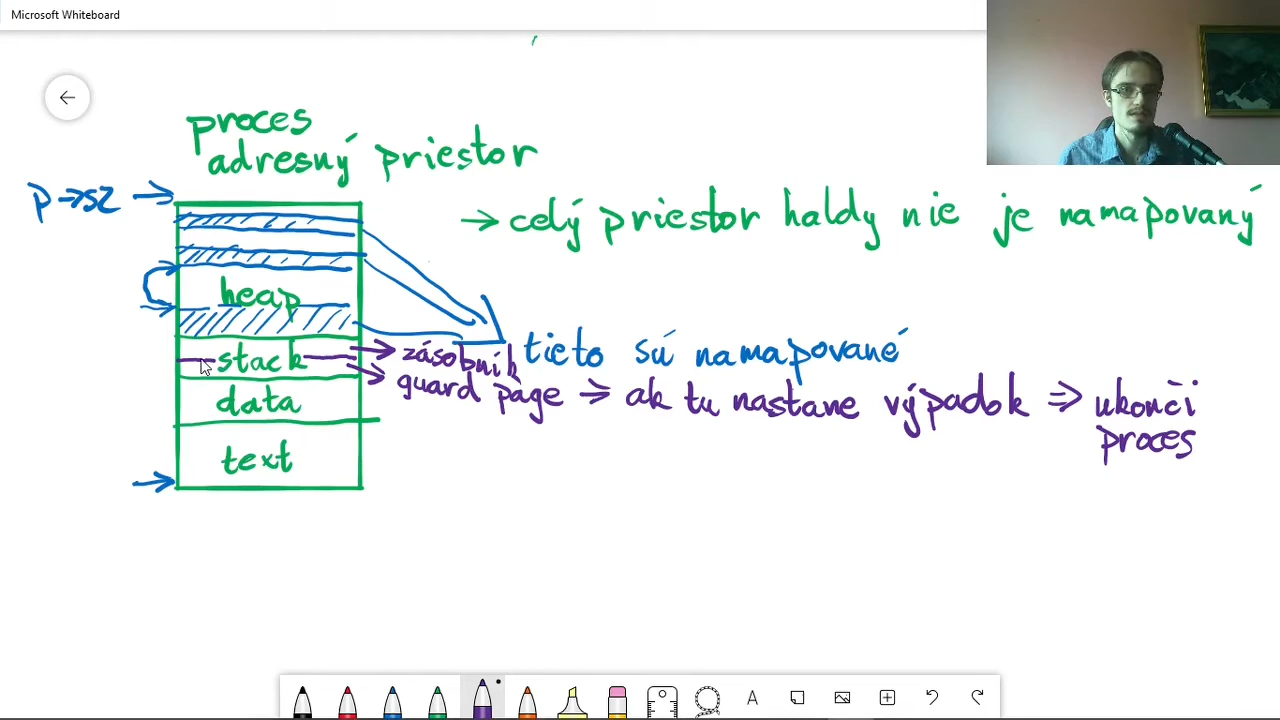 Microsoft Whiteboard
proces
adresný priestor
p->sz
→ celý priestor haldy nie je namapovaný
heap
tieto sú namapované
stack
zásobník
guard page → ak tu nastane výpadok ⇒ ukonči
proces
data
text
A